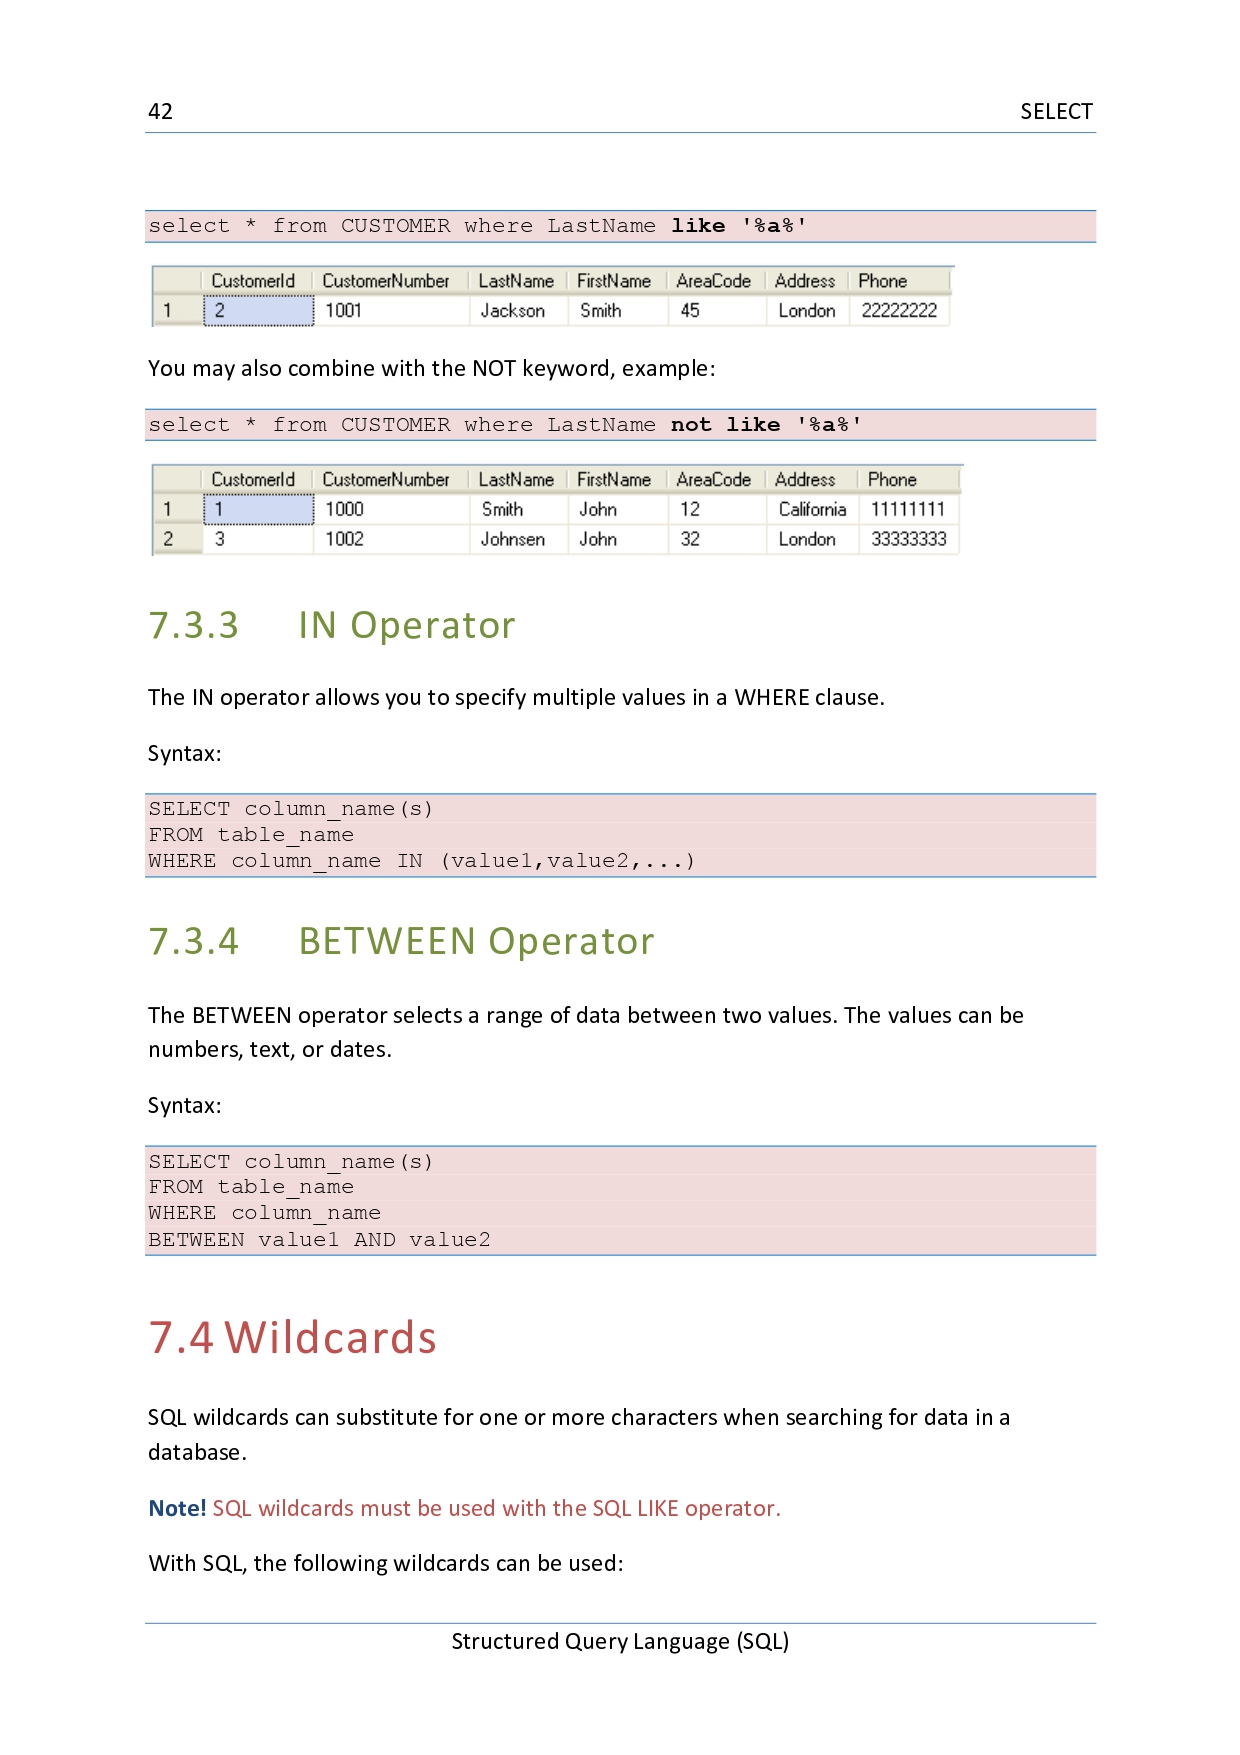 42 SELECT
select * from CUSTOMER where LastName like '%a%'
CustomerId CustomerNumber LastName FirstName AreaCode Address Phone
1 2 1001 Jackson Smith 45 London 22222222
You may also combine with the NOT keyword, example:
select * from CUSTOMER where LastName not like '%a%'
CustomerId CustomerNumber LastName FirstName AreaCode Address Phone
1 1 1000 Smith John 12 California 11111111
2 3 1002 Johnsen John 32 London 33333333
7.3.3 IN Operator
The IN operator allows you to specify multiple values in a WHERE clause.
Syntax:
SELECT column_name(s)
FROM table_name
WHERE column_name IN (value1,value2,...)
7.3.4 BETWEEN Operator
The BETWEEN operator selects a range of data between two values. The values can be
numbers, text, or dates.
Syntax:
SELECT column_name(s)
FROM table_name
WHERE column_name
BETWEEN value1 AND value2
7.4 Wildcards
SQL wildcards can substitute for one or more characters when searching for data in a
database.
Note! SQL wildcards must be used with the SQL LIKE operator.
With SQL, the following wildcards can be used:
Structured Query Language (SQL)